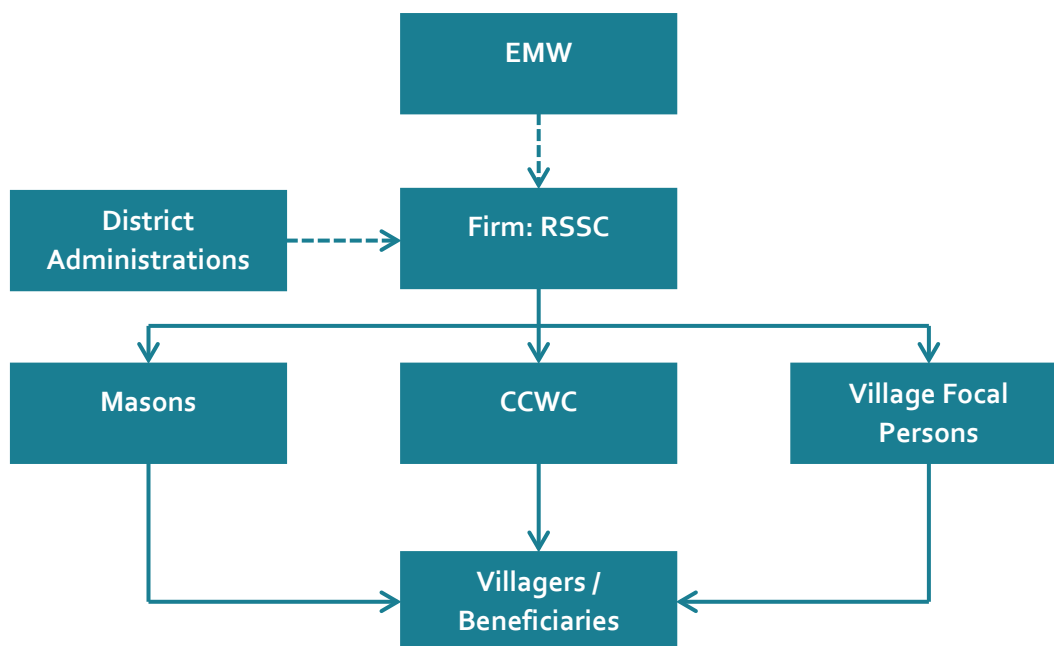 EMW
District
Administrations
Firm: RSSC
Masons
CCWC
Village Focal
Persons
Villagers /
Beneficiaries